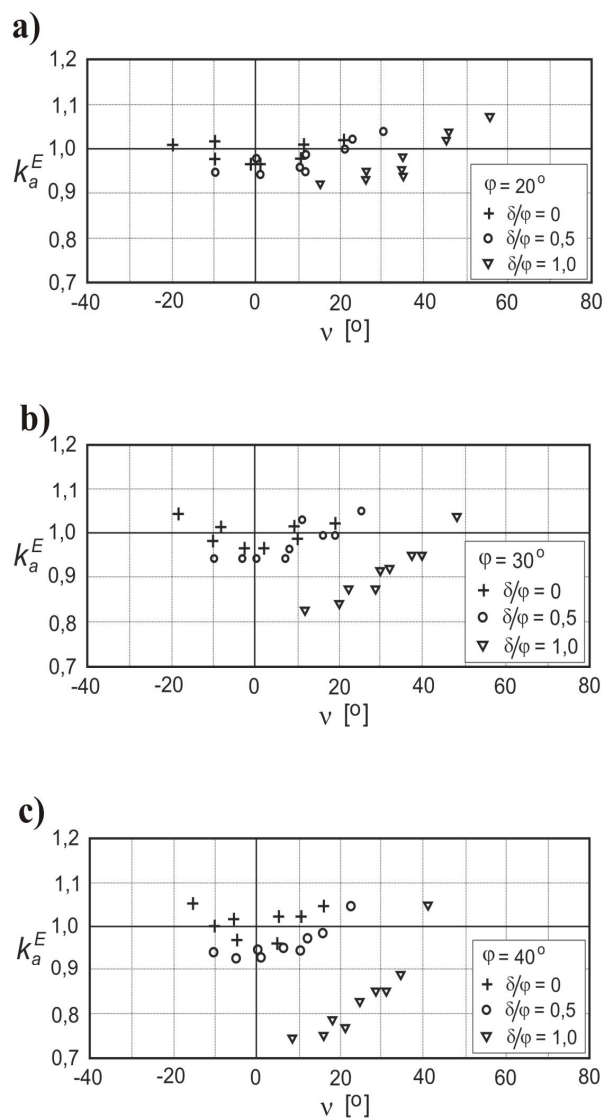 a)
1,2
1,1
1,0
0,9
0,8
0,7
k_a^E
-40 -20 0 20 40 60 80
ν [°]
φ = 20°
+ δ/φ = 0
o δ/φ = 0,5
▽ δ/φ = 1,0
b)
1,2
1,1
1,0
0,9
0,8
0,7
k_a^E
-40 -20 0 20 40 60 80
ν [°]
φ = 30°
+ δ/φ = 0
o δ/φ = 0,5
▽ δ/φ = 1,0
c)
1,2
1,1
1,0
0,9
0,8
0,7
k_a^E
-40 -20 0 20 40 60 80
ν [°]
φ = 40°
+ δ/φ = 0
o δ/φ = 0,5
▽ δ/φ = 1,0